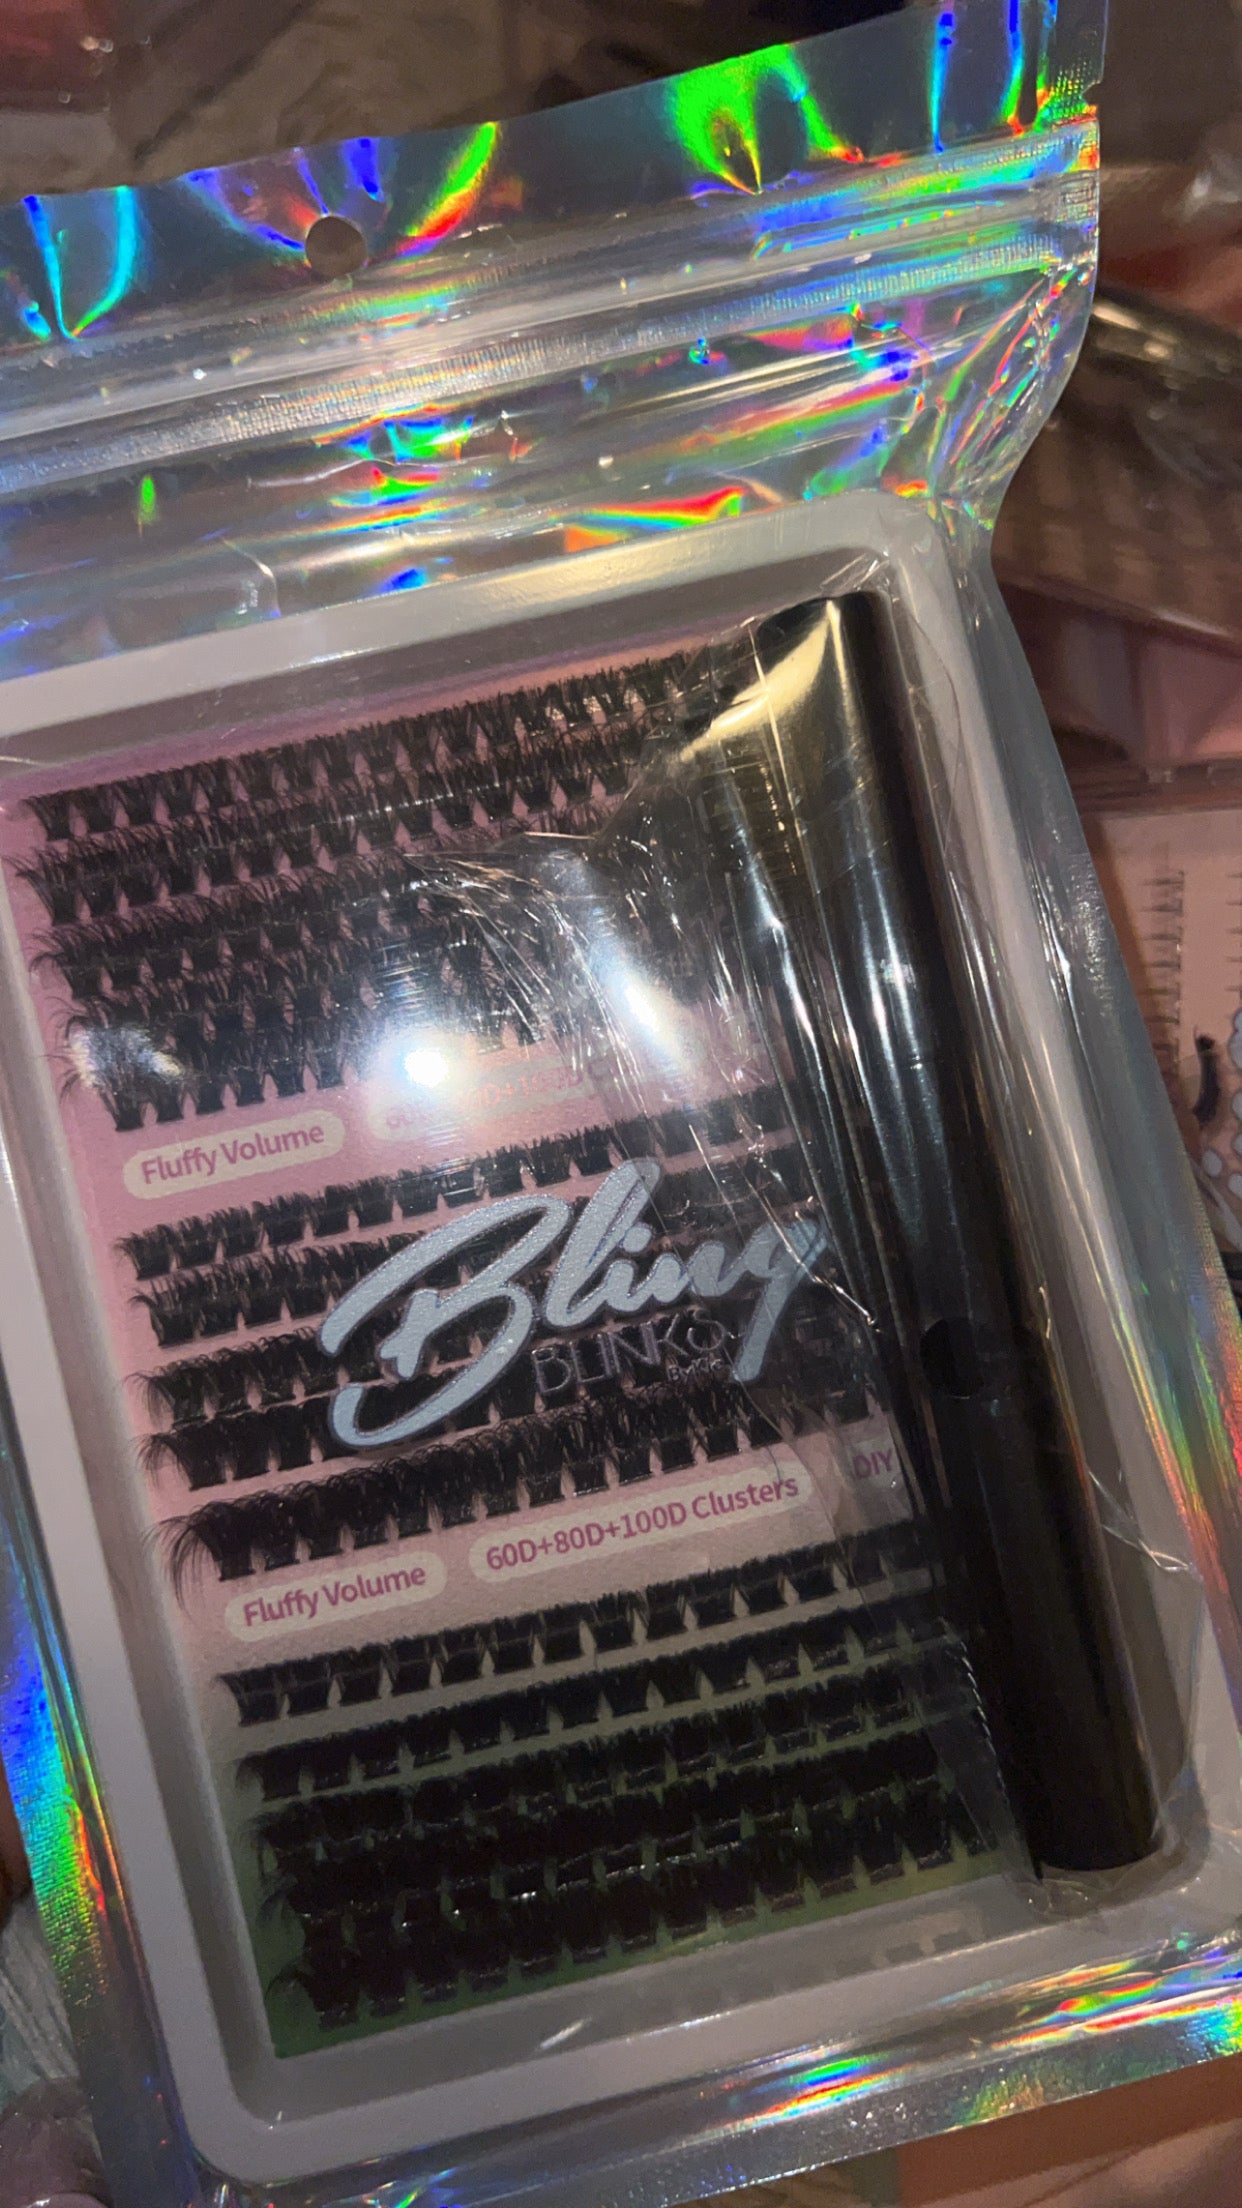 Fluffy Volume
Bling
BLINKS
60D+80D+100D Clusters
DIY
Fluffy Volume